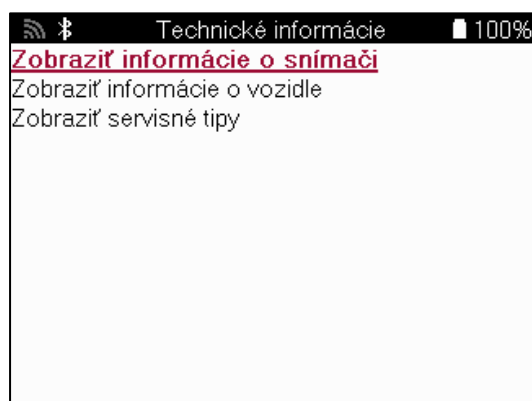 Technické informácie 100%
Zobraziť informácie o snímači
Zobraziť informácie o vozidle
Zobraziť servisné tipy